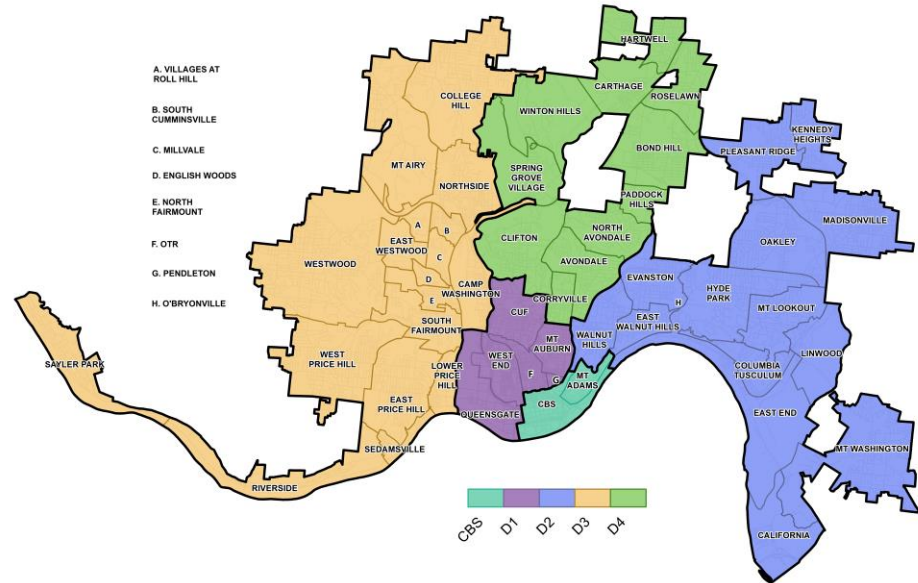 A. VILLAGES AT
ROLL HILL
B. SOUTH
CUMMINSVILLE
C. MILLVALE
D. ENGLISH WOODS
E. NORTH
FAIRMOUNT
F. OTR
G. PENDLETON
H. O'BRYONVILLE
HARTWELL
CARTHAGE
ROSELAWN
COLLEGE
HILL
WINTON HILLS
BOND HILL
PLEASANT RIDGE
KENNEDY
HEIGHTS
MT AIRY
NORTHSIDE
SPRING
GROVE
VILLAGE
PADDOCK
HILLS
MADISONVILLE
OAKLEY
A
B
C
D
E
CLIFTON
NORTH
AVONDALE
AVONDALE
WESTWOOD
EAST
WESTWOOD
CAMP
WASHINGTON
CORRYVILLE
EVANSTON
H
HYDE
PARK
MT LOOKOUT
SOUTH
FAIRMOUNT
CUF
MT
AUBURN
WALNUT
HILLS
EAST
WALNUT HILLS
LINWOOD
SAYLER PARK
WEST
PRICE HILL
LOWER
PRICE
HILL
WEST
END
F
G
MT
ADAMS
COLUMBIA
TUSCULUM
EAST
PRICE HILL
QUEENSGATE
CBS
EAST END
SEDAMSVILLE
MT WASHINGTON
RIVERSIDE
CALIFORNIA
CBS
D1
D2
D3
D4